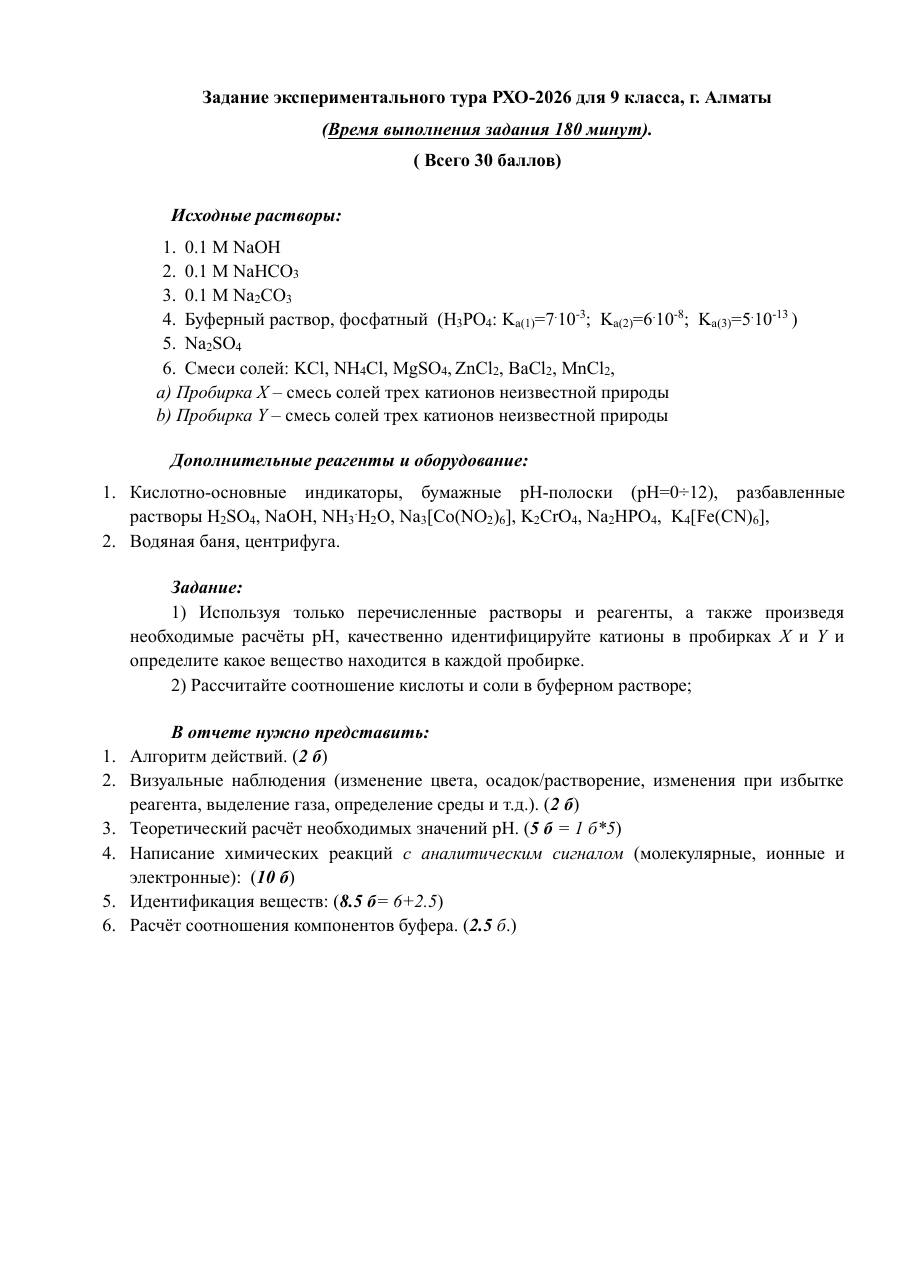 Задание экспериментального тура РХО-2026 для 9 класса, г. Алматы
(Время выполнения задания 180 минут).
( Всего 30 баллов)
Исходные растворы:
1. 0.1 М NaOH
2. 0.1 М NaHCO3
3. 0.1 М Na2CO3
4. Буферный раствор, фосфатный (H3PO4: Ka(1)=7·10-3; Ka(2)=6·10-8; Ka(3)=5·10-13 )
5. Na2SO4
6. Смеси солей: KCl, NH4Cl, MgSO4, ZnCl2, BaCl2, MnCl2,
a) Пробирка X – смесь солей трех катионов неизвестной природы
b) Пробирка Y – смесь солей трех катионов неизвестной природы
Дополнительные реагенты и оборудование:
1. Кислотно-основные индикаторы, бумажные рН-полоски (рН=0÷12), разбавленные
растворы H2SO4, NaOH, NH3·H2O, Na3[Co(NO2)6], K2CrO4, Na2HPO4, K4[Fe(CN)6],
2. Водяная баня, центрифуга.
Задание:
1) Используя только перечисленные растворы и реагенты, а также произведя
необходимые расчёты рН, качественно идентифицируйте катионы в пробирках X и Y и
определите какое вещество находится в каждой пробирке.
2) Рассчитайте соотношение кислоты и соли в буферном растворе;
В отчете нужно представить:
1. Алгоритм действий. (2 б)
2. Визуальные наблюдения (изменение цвета, осадок/растворение, изменения при избытке
реагента, выделение газа, определение среды и т.д.). (2 б)
3. Теоретический расчёт необходимых значений рН. (5 б = 1 б*5)
4. Написание химических реакций с аналитическим сигналом (молекулярные, ионные и
электронные): (10 б)
5. Идентификация веществ: (8.5 б= 6+2.5)
6. Расчёт соотношения компонентов буфера. (2.5 б.)